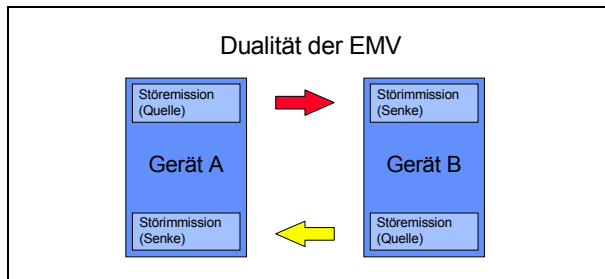 Dualität der EMV
Störemission
(Quelle)
Störimmission
(Senke)
Gerät A
Gerät B
Störimmission
(Senke)
Störemission
(Quelle)